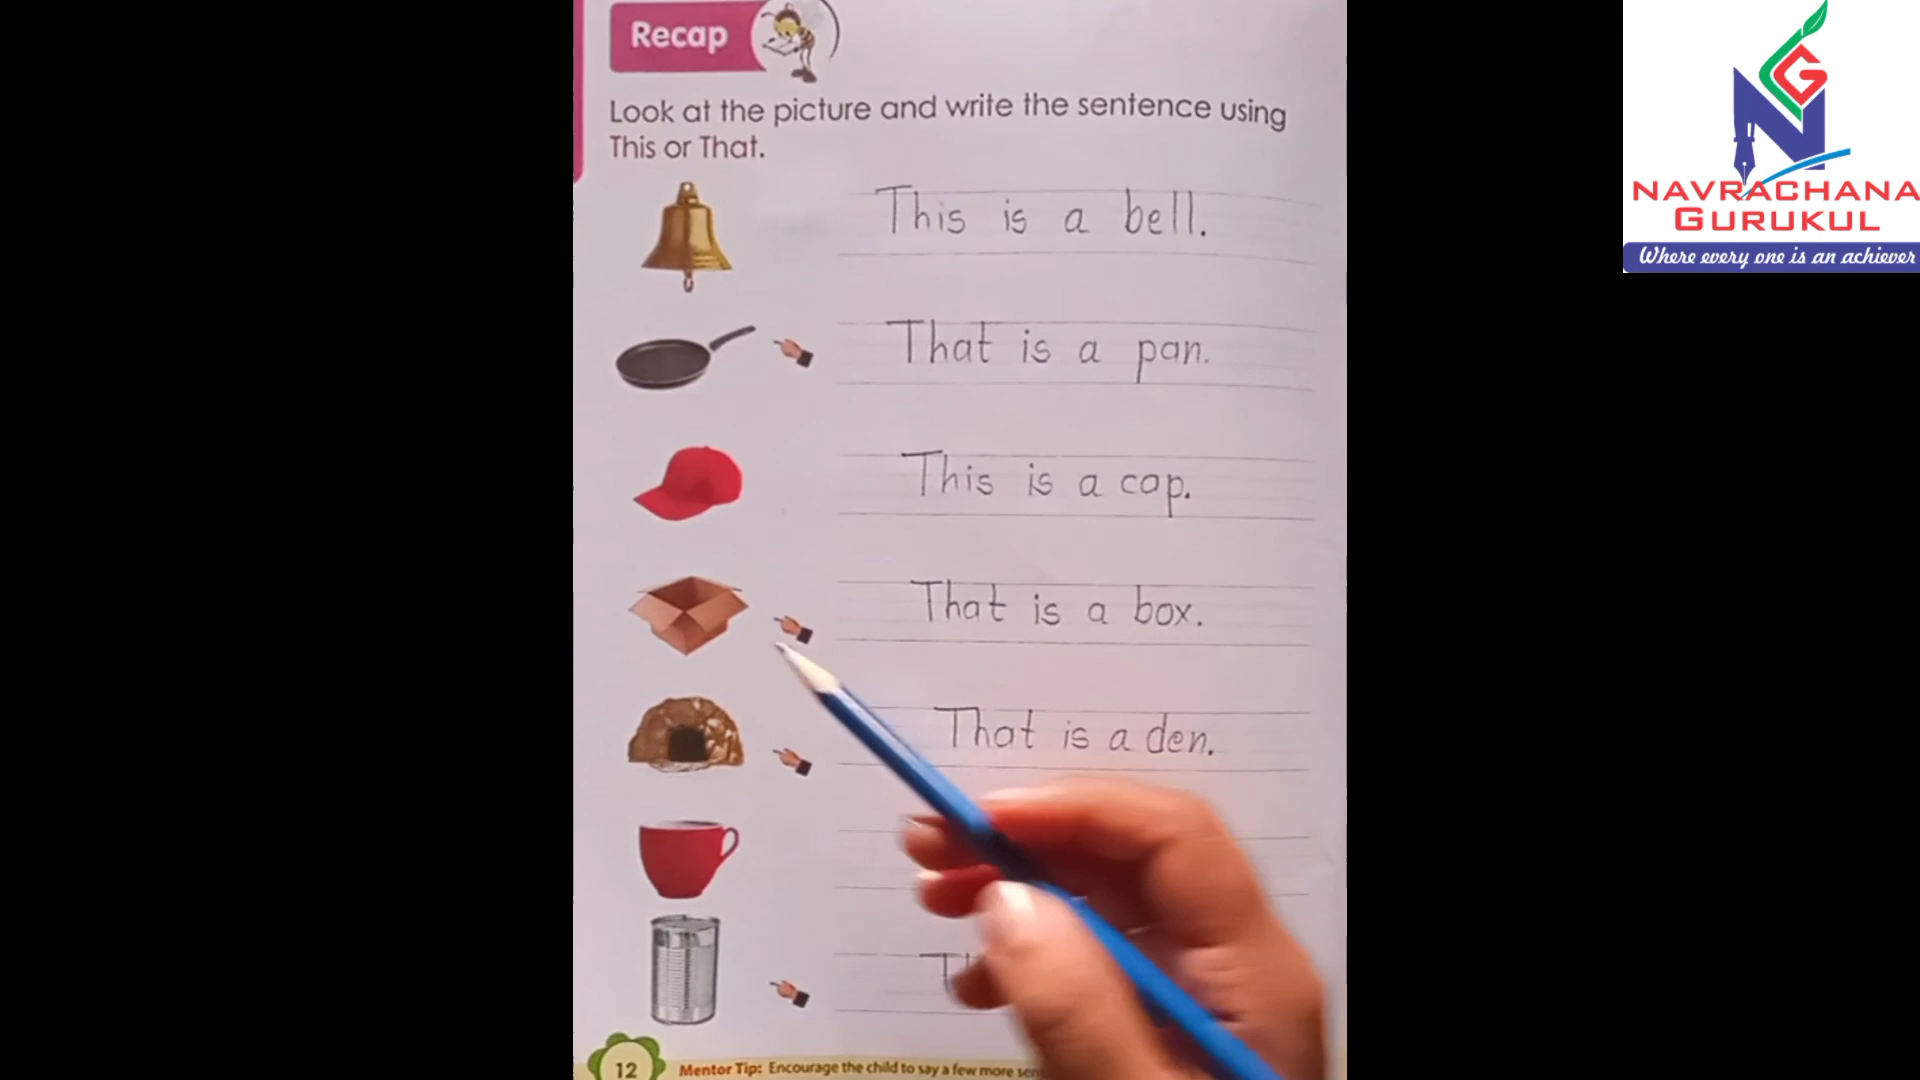 Recap
Look at the picture and write the sentence using
This or That.
This is a bell.
That is a pan.
This is a cap.
That is a box.
That is a den.
12
Mentor Tip: Encourage the child to say a few more
NAVRACHANA
GURUKUL
Where every one is an achiever